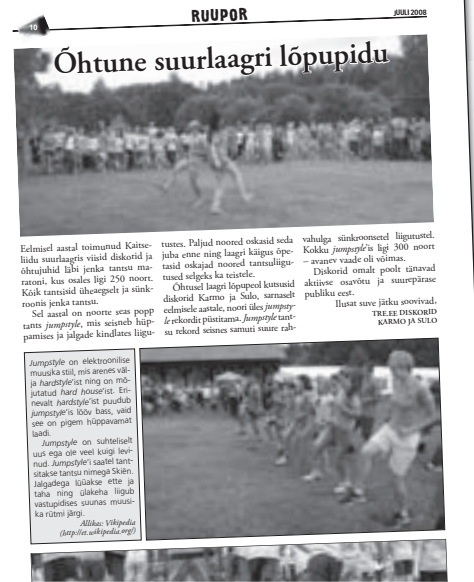 10
RUUPOR
JUULI 2008
Õhtune suurlaagri lõpupidu
Eelmisel aastal toimunud Kaitse-
liidu suurlaagris viisid diskorid ja
õhtujuhid läbi jenka tantsu ma-
ratoni, kus osales ligi 250 noort.
Kõik tantsisid üheaegselt ja sünk-
roonis jenka tantsu.
Sel aastal on noorte seas popp
tants jumpstyle, mis seisneb hüp-
pamises ja jalgade kindlates liigu-
tustes. Paljud noored oskasid seda
juba enne ning laagri käigus õpe-
tasid oskajad noored tantsuliigu-
tused selgeks ka teistele.
Õhtusel laagri lõpupeol kutsusid
diskorid Karmo ja Sulo, sarnaselt
eelmisele aastale, noori üles jumpsty-
le rekordit püstitama. Jumpstyle tant-
su rekord seisnes samuti suure rah-
vahulga sünkroonsetel liigutustel.
Kokku jumpstyle'is ligi 300 noort
– avanev vaade oli võimas.
Diskorid omalt poolt tänavad
aktiivse osavõtu ja suurepärase
publiku eest.
Ilusat suve jätku soovivad,
TRE.EE DISKORID
KARMO JA SULO
Jumpstyle on elektroonilise
muusika stiil, mis arenes väl-
ja hardstyle'ist ning on mõ-
jutatud hard house'ist. Eri-
nevalt hardstyle'ist puudub
jumpstyle'is lööv bass, vaid
see on pigem hüppavamat
laadi.
Jumpstyle on suhteliselt
uus ega ole veel kuigi levi-
nud. Jumpstyle'i saatel tant-
sitakse tantsu nimega Skiën.
Jalgadega lüüakse ette ja
taha ning ülakeha liigub
vastupidises suunas muusi-
ka rütmi järgi.
Allikas: Vikipedia
(http://et.wikipedia.org/)